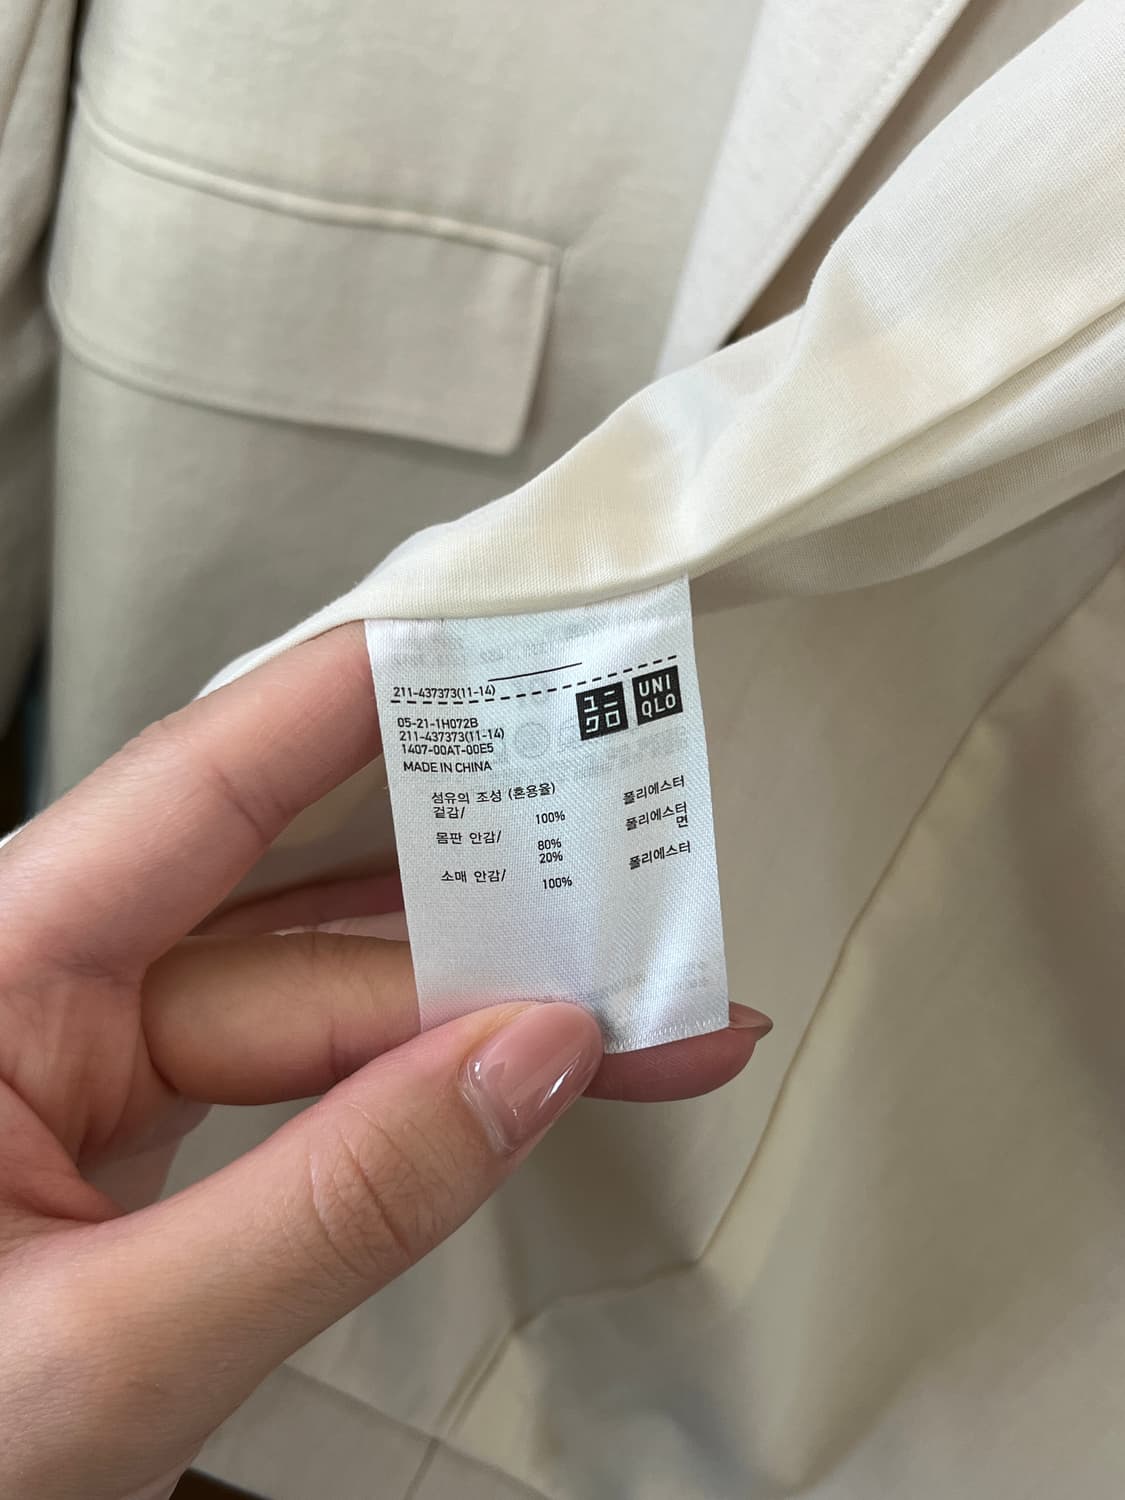 211-437373(11-14)
ユニ
クロ
UNI
QLO
05-21-1H072B
211-437373(11-14)
1407-00AT-00E5
MADE IN CHINA
섬유의 조성 (혼용율)
겉감/ 100% 폴리에스터
몸판 안감/ 80% 폴리에스터
20% 면
소매 안감/ 100% 폴리에스터